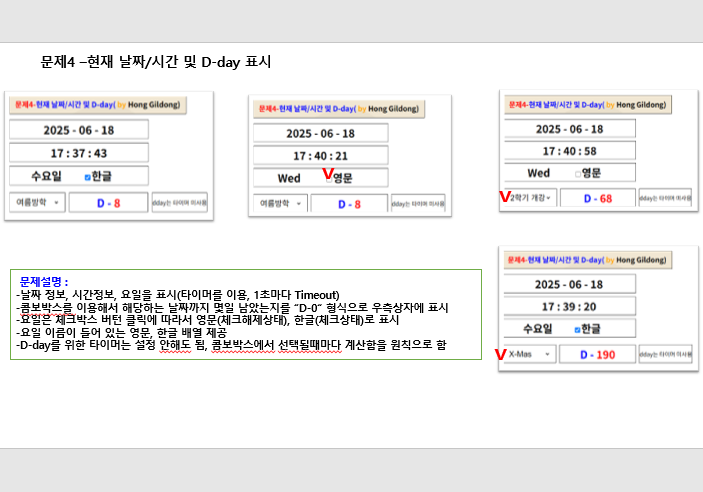 문제4 –현재 날짜/시간 및 D-day 표시
문제4-현재 날짜/시간 및 D-day( by Hong Gildong)
2025 - 06 - 18
17 : 37 : 43
수요일 한글
여름방학 D - 8 dday는 타이머 미사용
문제4-현재 날짜/시간 및 D-day( by Hong Gildong)
2025 - 06 - 18
17 : 40 : 21
Wed V 영문
여름방학 D - 8 dday는 타이머 미사용
문제4-현재 날짜/시간 및 D-day( by Hong Gildong)
2025 - 06 - 18
17 : 40 : 58
Wed 영문
V 2학기 개강 D - 68 dday는 타이머 미사용
문제4-현재 날짜/시간 및 D-day( by Hong Gildong)
2025 - 06 - 18
17 : 39 : 20
수요일 한글
V X-Mas D - 190 dday는 타이머 미사용
문제설명 :
-날짜 정보, 시간정보, 요일을 표시(타이머를 이용, 1초마다 Timeout)
-콤보박스를 이용해서 해당하는 날짜까지 몇일 남았는지를 “D-0” 형식으로 우측상자에 표시
-요일은 체크박스 버턴 클릭에 따라서 영문(체크해제상태), 한글(체크상태)로 표시
-요일 이름이 들어 있는 영문, 한글 배열 제공
-D-day를 위한 타이머는 설정 안해도 됨, 콤보박스에서 선택될때마다 계산함을 원칙으로 함